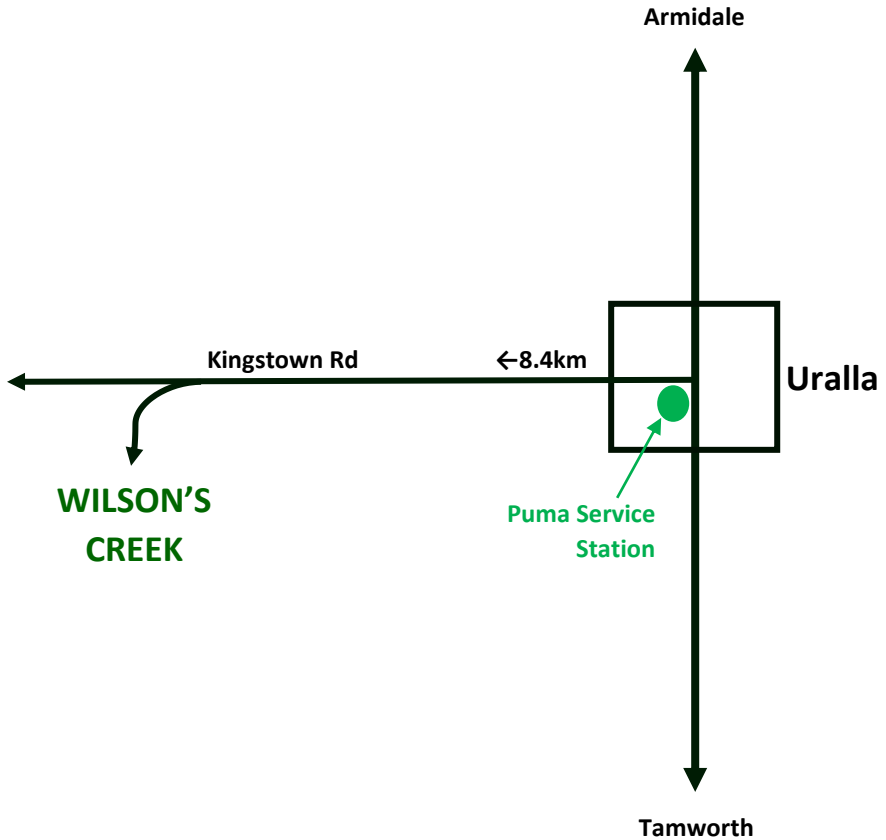 Armidale
Kingstown Rd
←8.4km
Uralla
WILSON’S
CREEK
Puma Service
Station
Tamworth